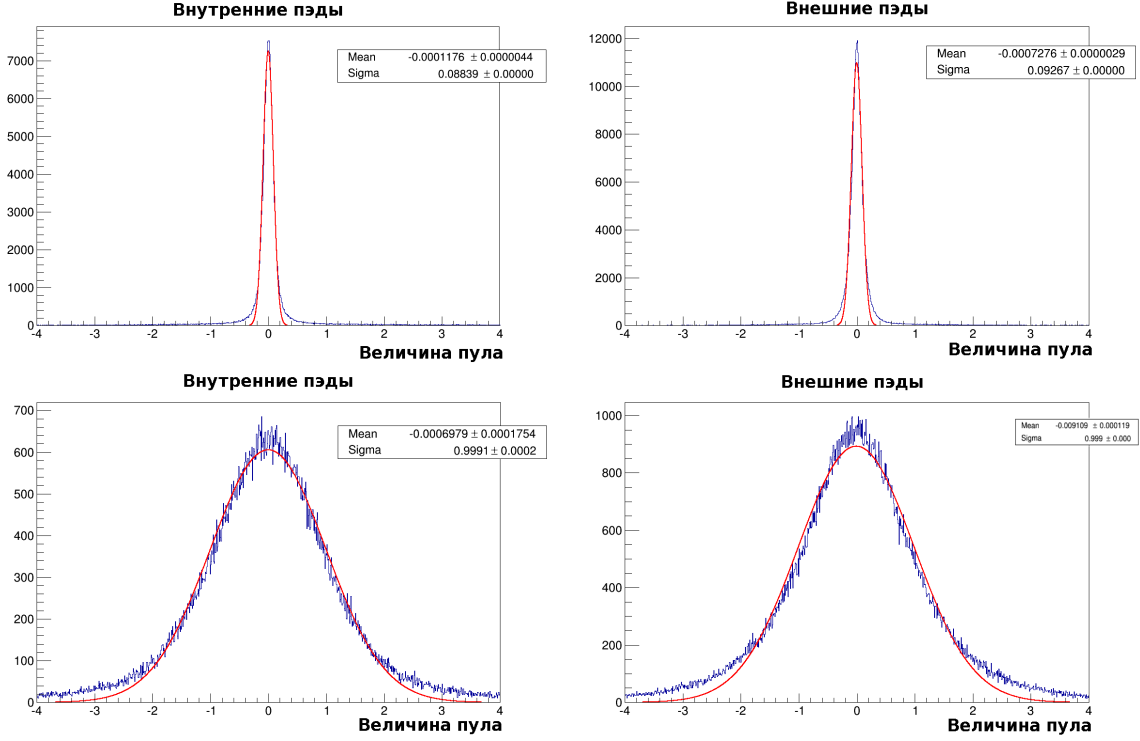 Внутренние пэды
Mean -0.0001176 ± 0.0000044
Sigma 0.08839 ± 0.00000
7000
6000
5000
4000
3000
2000
1000
0
-4 -3 -2 -1 0 1 2 3 4
Величина пула
Внешние пэды
Mean -0.0007276 ± 0.0000029
Sigma 0.09267 ± 0.00000
12000
10000
8000
6000
4000
2000
0
-4 -3 -2 -1 0 1 2 3 4
Величина пула
Внутренние пэды
Mean -0.0006979 ± 0.0001754
Sigma 0.9991 ± 0.0002
700
600
500
400
300
200
100
0
-4 -3 -2 -1 0 1 2 3 4
Величина пула
Внешние пэды
Mean -0.009109 ± 0.000119
Sigma 0.999 ± 0.000
1000
800
600
400
200
0
-4 -3 -2 -1 0 1 2 3 4
Величина пула